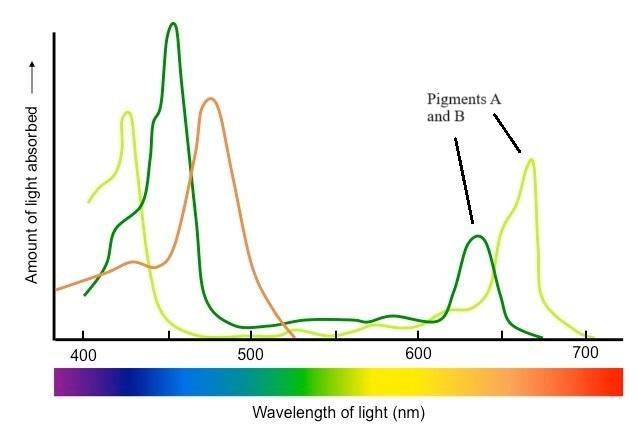 Amount of light absorbed
Pigments A
and B
400 500 600 700
Wavelength of light (nm)